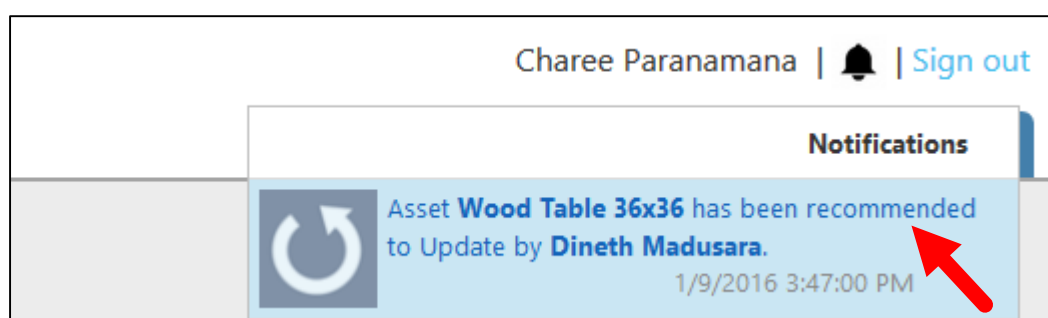 Charee Paranamana | | Sign out
Notifications
Asset Wood Table 36x36 has been recommended
to Update by Dineth Madusara.
1/9/2016 3:47:00 PM